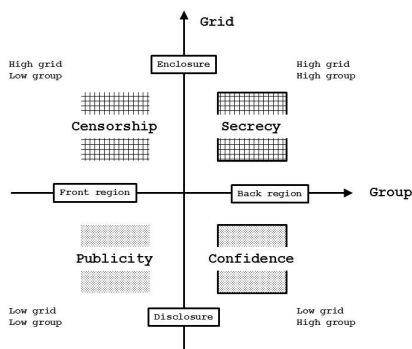 Grid
Enclosure
High grid
Low group
High grid
High group
Censorship
Secrecy
Front region
Back region
Group
Publicity
Confidence
Low grid
Low group
Disclosure
Low grid
High group